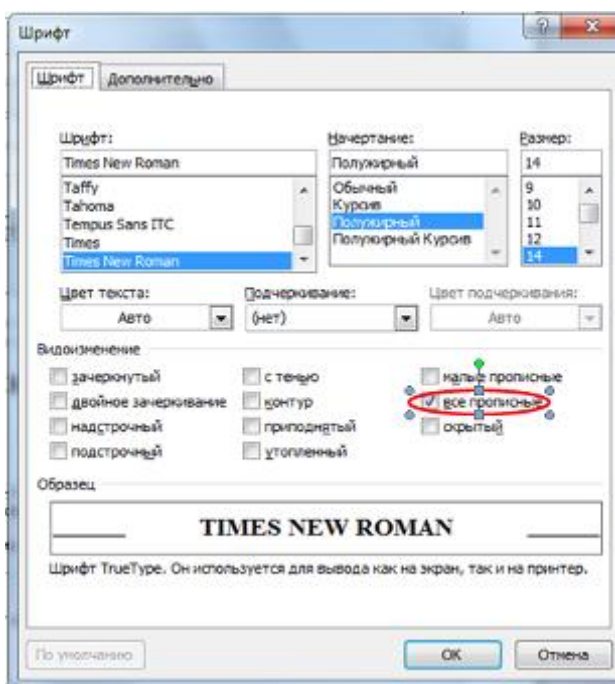 Шрифт
Шрифт Дополнительно
Шрифт: Начертание: Размер:
Times New Roman Полужирный 14
Taffy Обычный 9
Tahoma Курсив 10
Tempus Sans ITC Полужирный 11
Times Полужирный Курсив 12
Times New Roman 14
Цвет текста: Подчеркивание: Цвет подчеркивания:
Авто (нет) Авто
Видоизменение
зачеркнутый с тенью малые прописные
двойное зачеркивание контур все прописные
надстрочный приподнятый скрытый
подстрочный утопленный
Образец
TIMES NEW ROMAN
Шрифт TrueType. Он используется для вывода как на экран, так и на принтер.
По умолчанию ОК Отмена